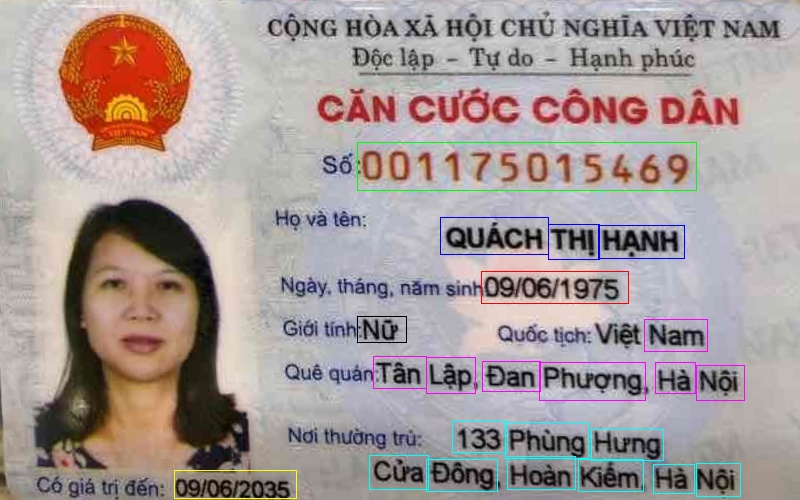 CỘNG HÒA XÃ HỘI CHỦ NGHĨA VIỆT NAM
Độc lập - Tự do - Hạnh phúc
CĂN CƯỚC CÔNG DÂN
Số: 001175015469
Họ và tên:
QUÁCH THỊ HẠNH
Ngày, tháng, năm sinh: 09/06/1975
Giới tính: Nữ Quốc tịch: Việt Nam
Quê quán: Tân Lập, Đan Phượng, Hà Nội
Nơi thường trú: 133 Phùng Hưng
Cửa Đông, Hoàn Kiếm, Hà Nội
Có giá trị đến: 09/06/2035